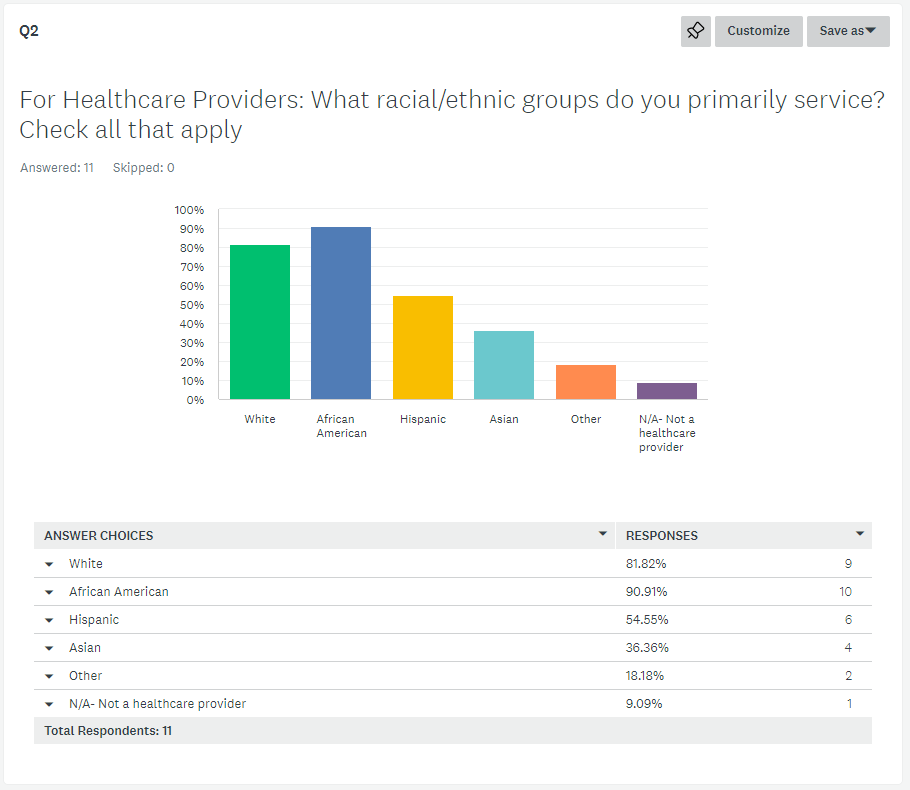 Q2
Customize
Save as
For Healthcare Providers: What racial/ethnic groups do you primarily service?
Check all that apply
Answered: 11 Skipped: 0
100%
90%
80%
70%
60%
50%
40%
30%
20%
10%
0%
White
African
American
Hispanic
Asian
Other
N/A- Not a
healthcare
provider
ANSWER CHOICES RESPONSES
White 81.82% 9
African American 90.91% 10
Hispanic 54.55% 6
Asian 36.36% 4
Other 18.18% 2
N/A- Not a healthcare provider 9.09% 1
Total Respondents: 11